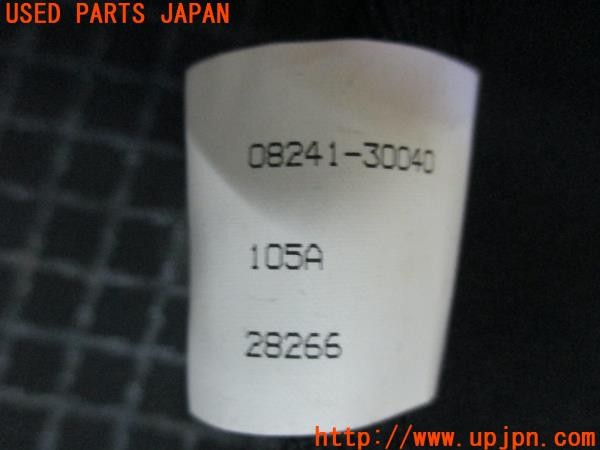 USED PARTS JAPAN
08241-30040
105A
28266
http://www.upjpn.com